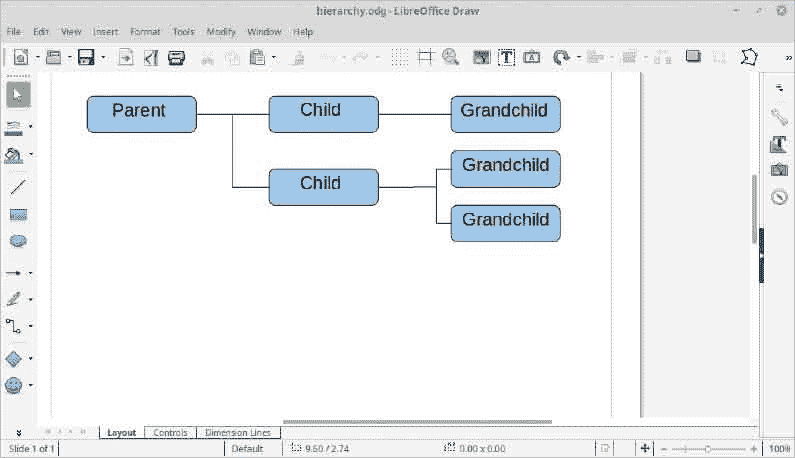 hierarchy.odg - LibreOffice Draw
File Edit View Insert Format Tools Modify Window Help
Parent Child Grandchild
Grandchild
Child
Grandchild
Layout Controls Dimension Lines
Slide 1 of 1 Default 9.60 / 2.74 0.00 x 0.00 100%